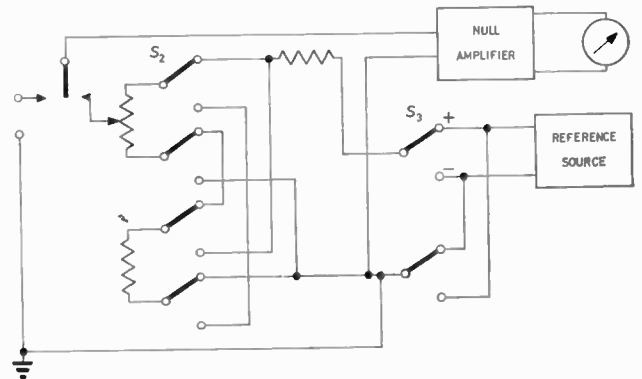 NULL
AMPLIFIER
S2
S3
+
−
REFERENCE
SOURCE